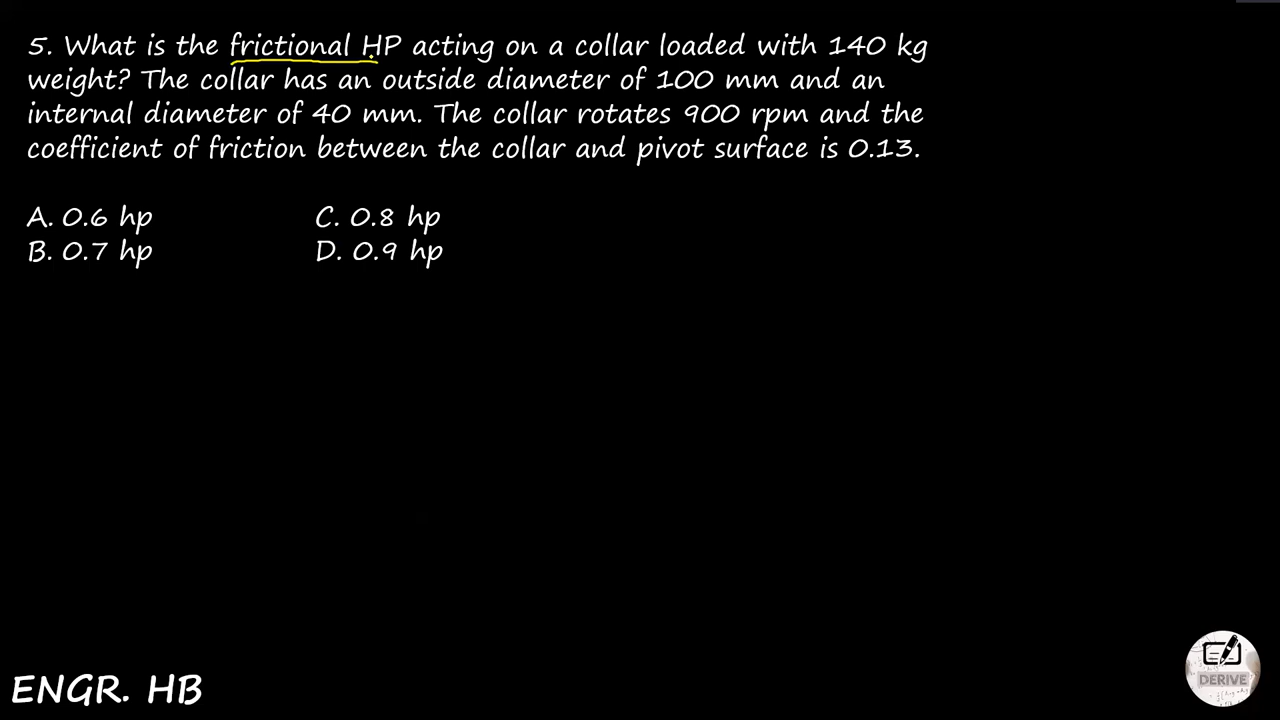 5. What is the frictional HP acting on a collar loaded with 140 kg
weight? The collar has an outside diameter of 100 mm and an
internal diameter of 40 mm. The collar rotates 900 rpm and the
coefficient of friction between the collar and pivot surface is 0.13.
A. 0.6 hp C. 0.8 hp
B. 0.7 hp D. 0.9 hp
ENGR. HB
DERIVE